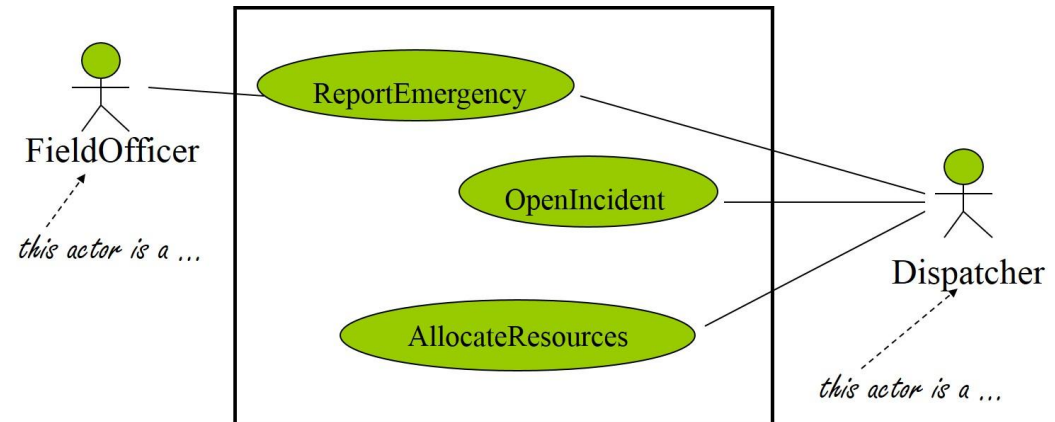 ReportEmergency
FieldOfficer
OpenIncident
this actor is a ...
Dispatcher
AllocateResources
this actor is a ...